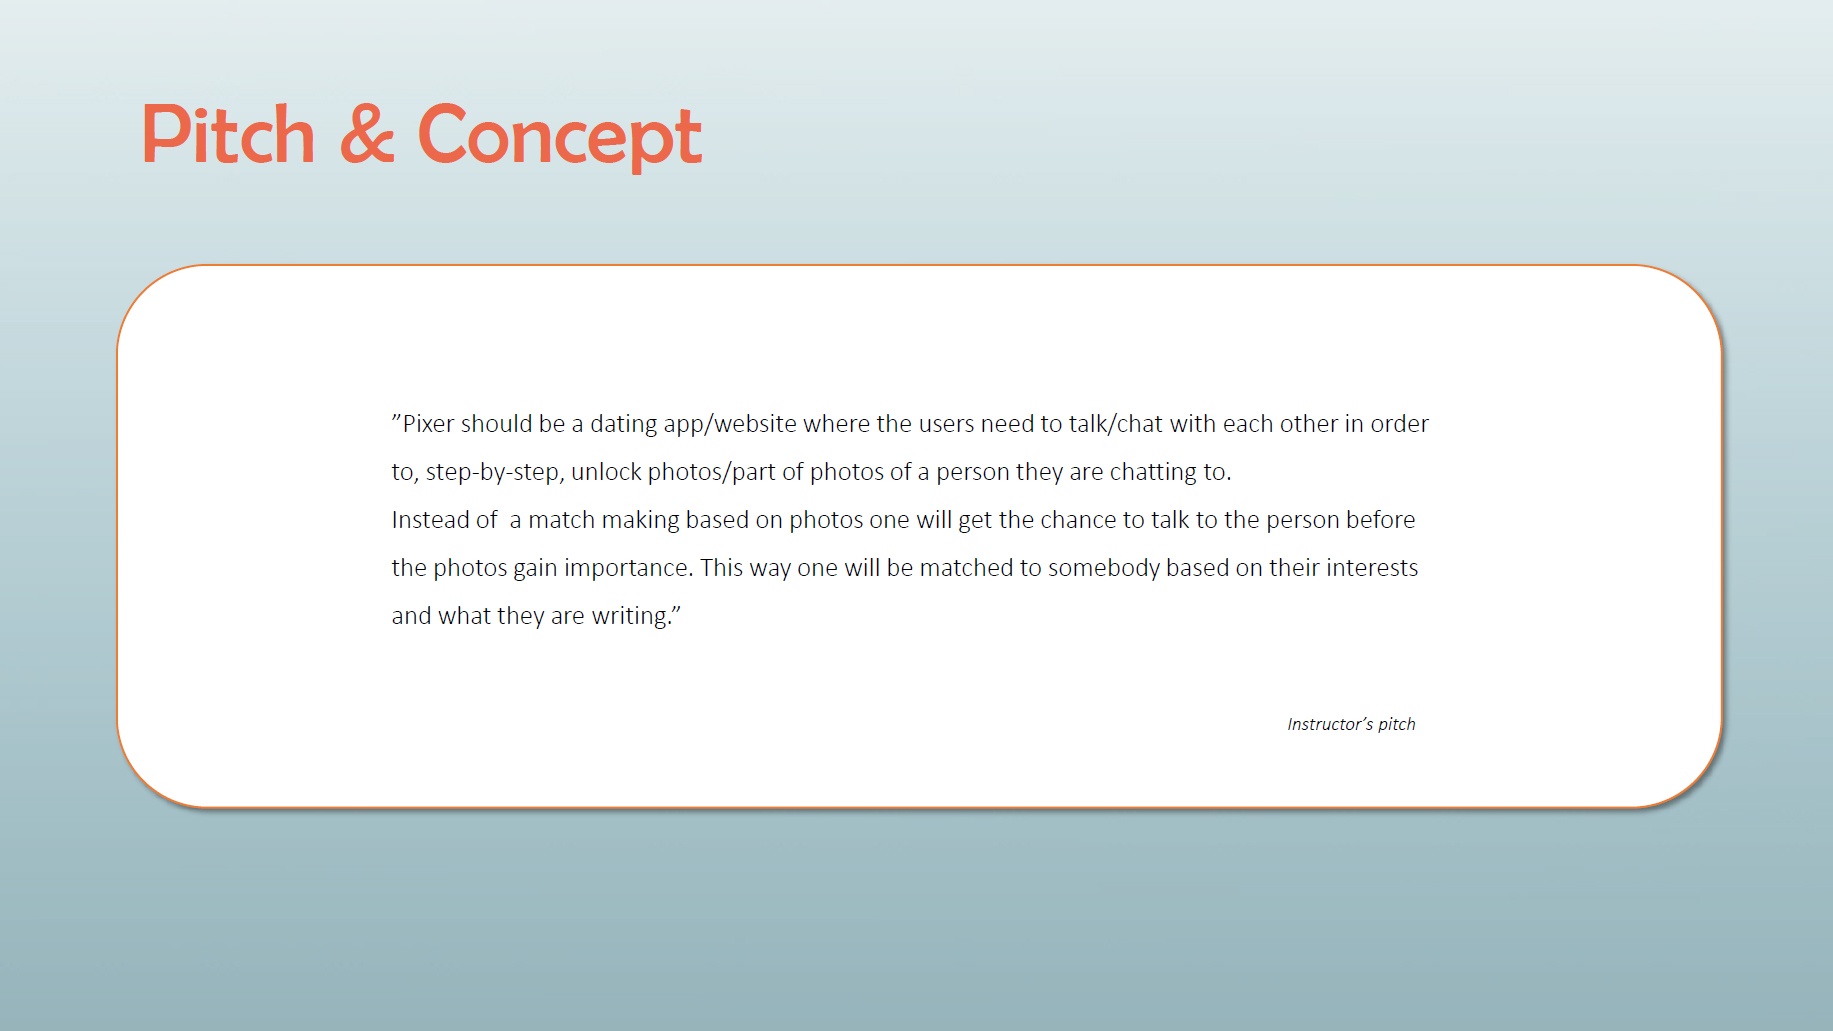 Pitch & Concept
”Pixer should be a dating app/website where the users need to talk/chat with each other in order
to, step-by-step, unlock photos/part of photos of a person they are chatting to.
Instead of  a match making based on photos one will get the chance to talk to the person before
the photos gain importance. This way one will be matched to somebody based on their interests
and what they are writing.”
Instructor’s pitch